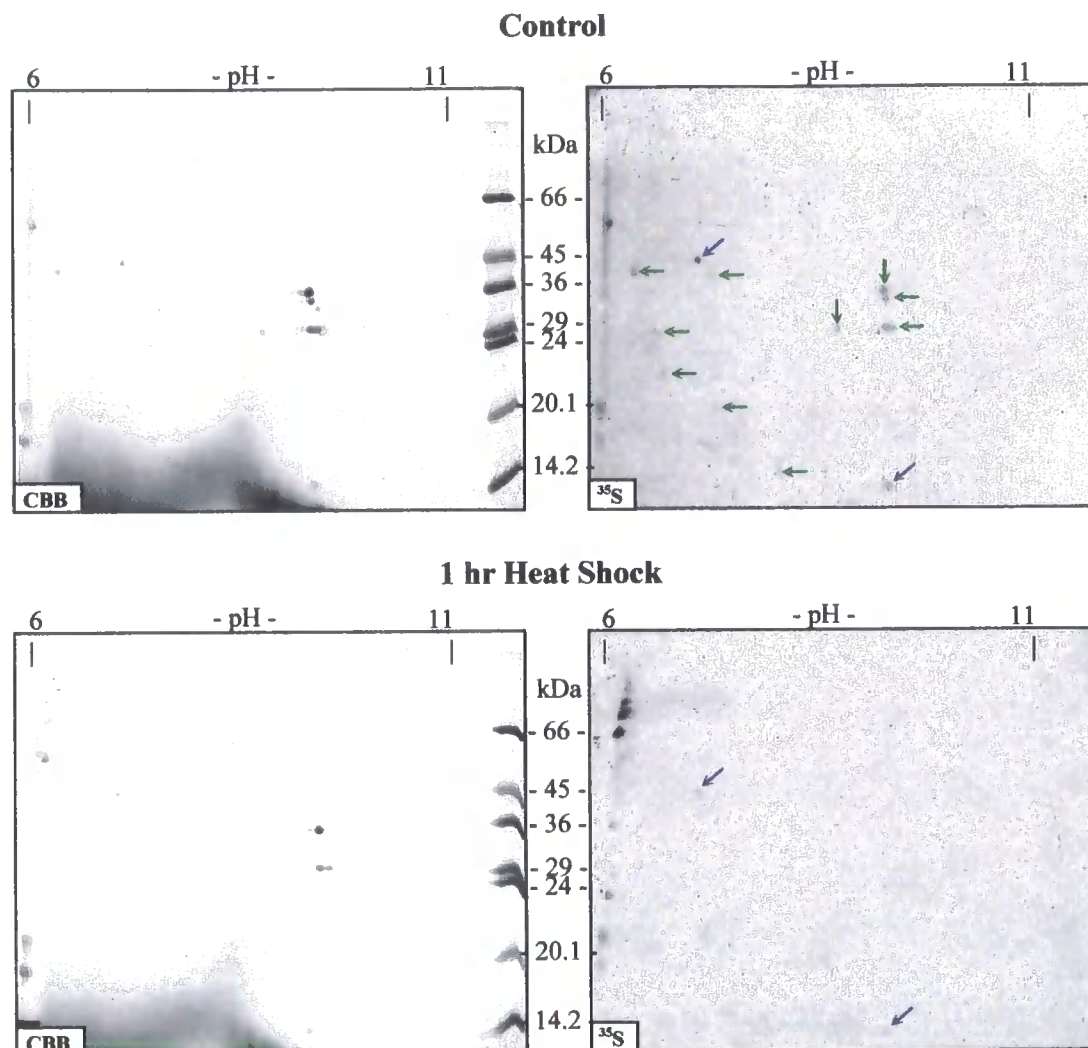 Control
6 - pH - 11
6 - pH - 11
kDa
- 66 -
- 45 -
- 36 -
- 29 -
- 24 -
20.1
14.2
CBB
³⁵S
1 hr Heat Shock
6 - pH - 11
6 - pH - 11
kDa
- 66 -
- 45 -
- 36 -
- 29 -
- 24 -
20.1
14.2
CBB
³⁵S